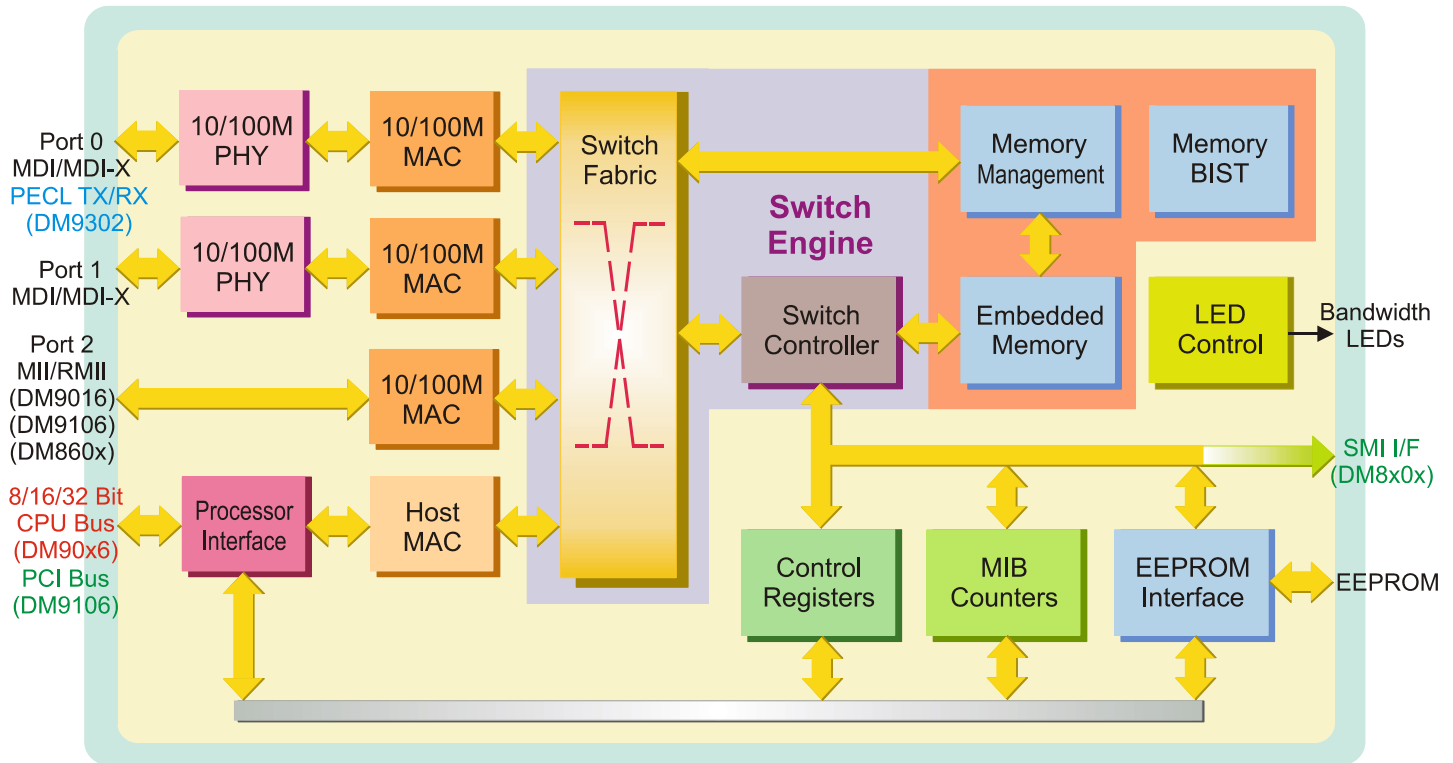 Port 0
MDI/MDI-X
PECL TX/RX
(DM9302)
10/100M
PHY
10/100M
MAC
Port 1
MDI/MDI-X
10/100M
PHY
10/100M
MAC
Port 2
MII/RMII
(DM9016)
(DM9106)
(DM860x)
10/100M
MAC
8/16/32 Bit
CPU Bus
(DM90x6)
PCI Bus
(DM9106)
Processor
Interface
Host
MAC
Switch
Fabric
Switch
Engine
Switch
Controller
Memory
Management
Memory
BIST
Embedded
Memory
LED
Control
Bandwidth
LEDs
SMI I/F
(DM8x0x)
Control
Registers
MIB
Counters
EEPROM
Interface
EEPROM